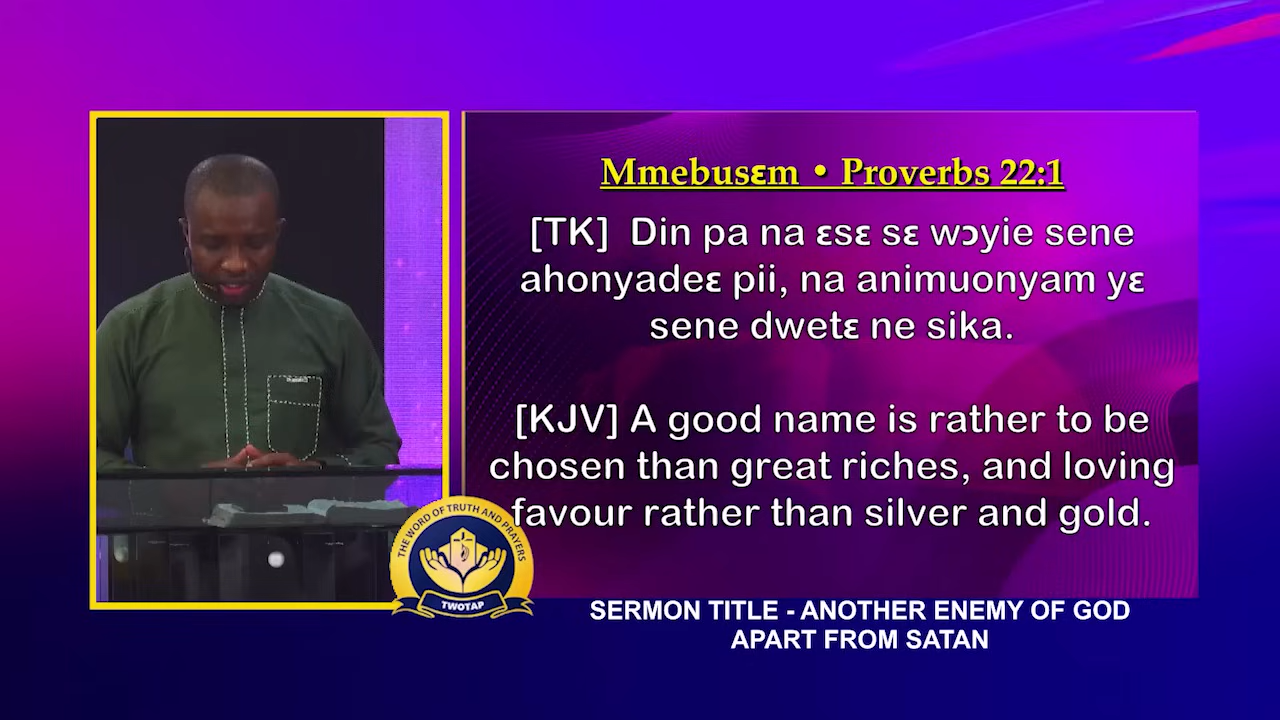 Mmebusɛm • Proverbs 22:1
[TK] Din pa na ɛsɛ sɛ wɔyie sene
ahonyadeɛ pii, na animuonyam yɛ
sene dwetɛ ne sika.
[KJV] A good name is rather to be
chosen than great riches, and loving
favour rather than silver and gold.
THE WORD OF TRUTH AND PRAYERS
TWOTAP
SERMON TITLE - ANOTHER ENEMY OF GOD
APART FROM SATAN